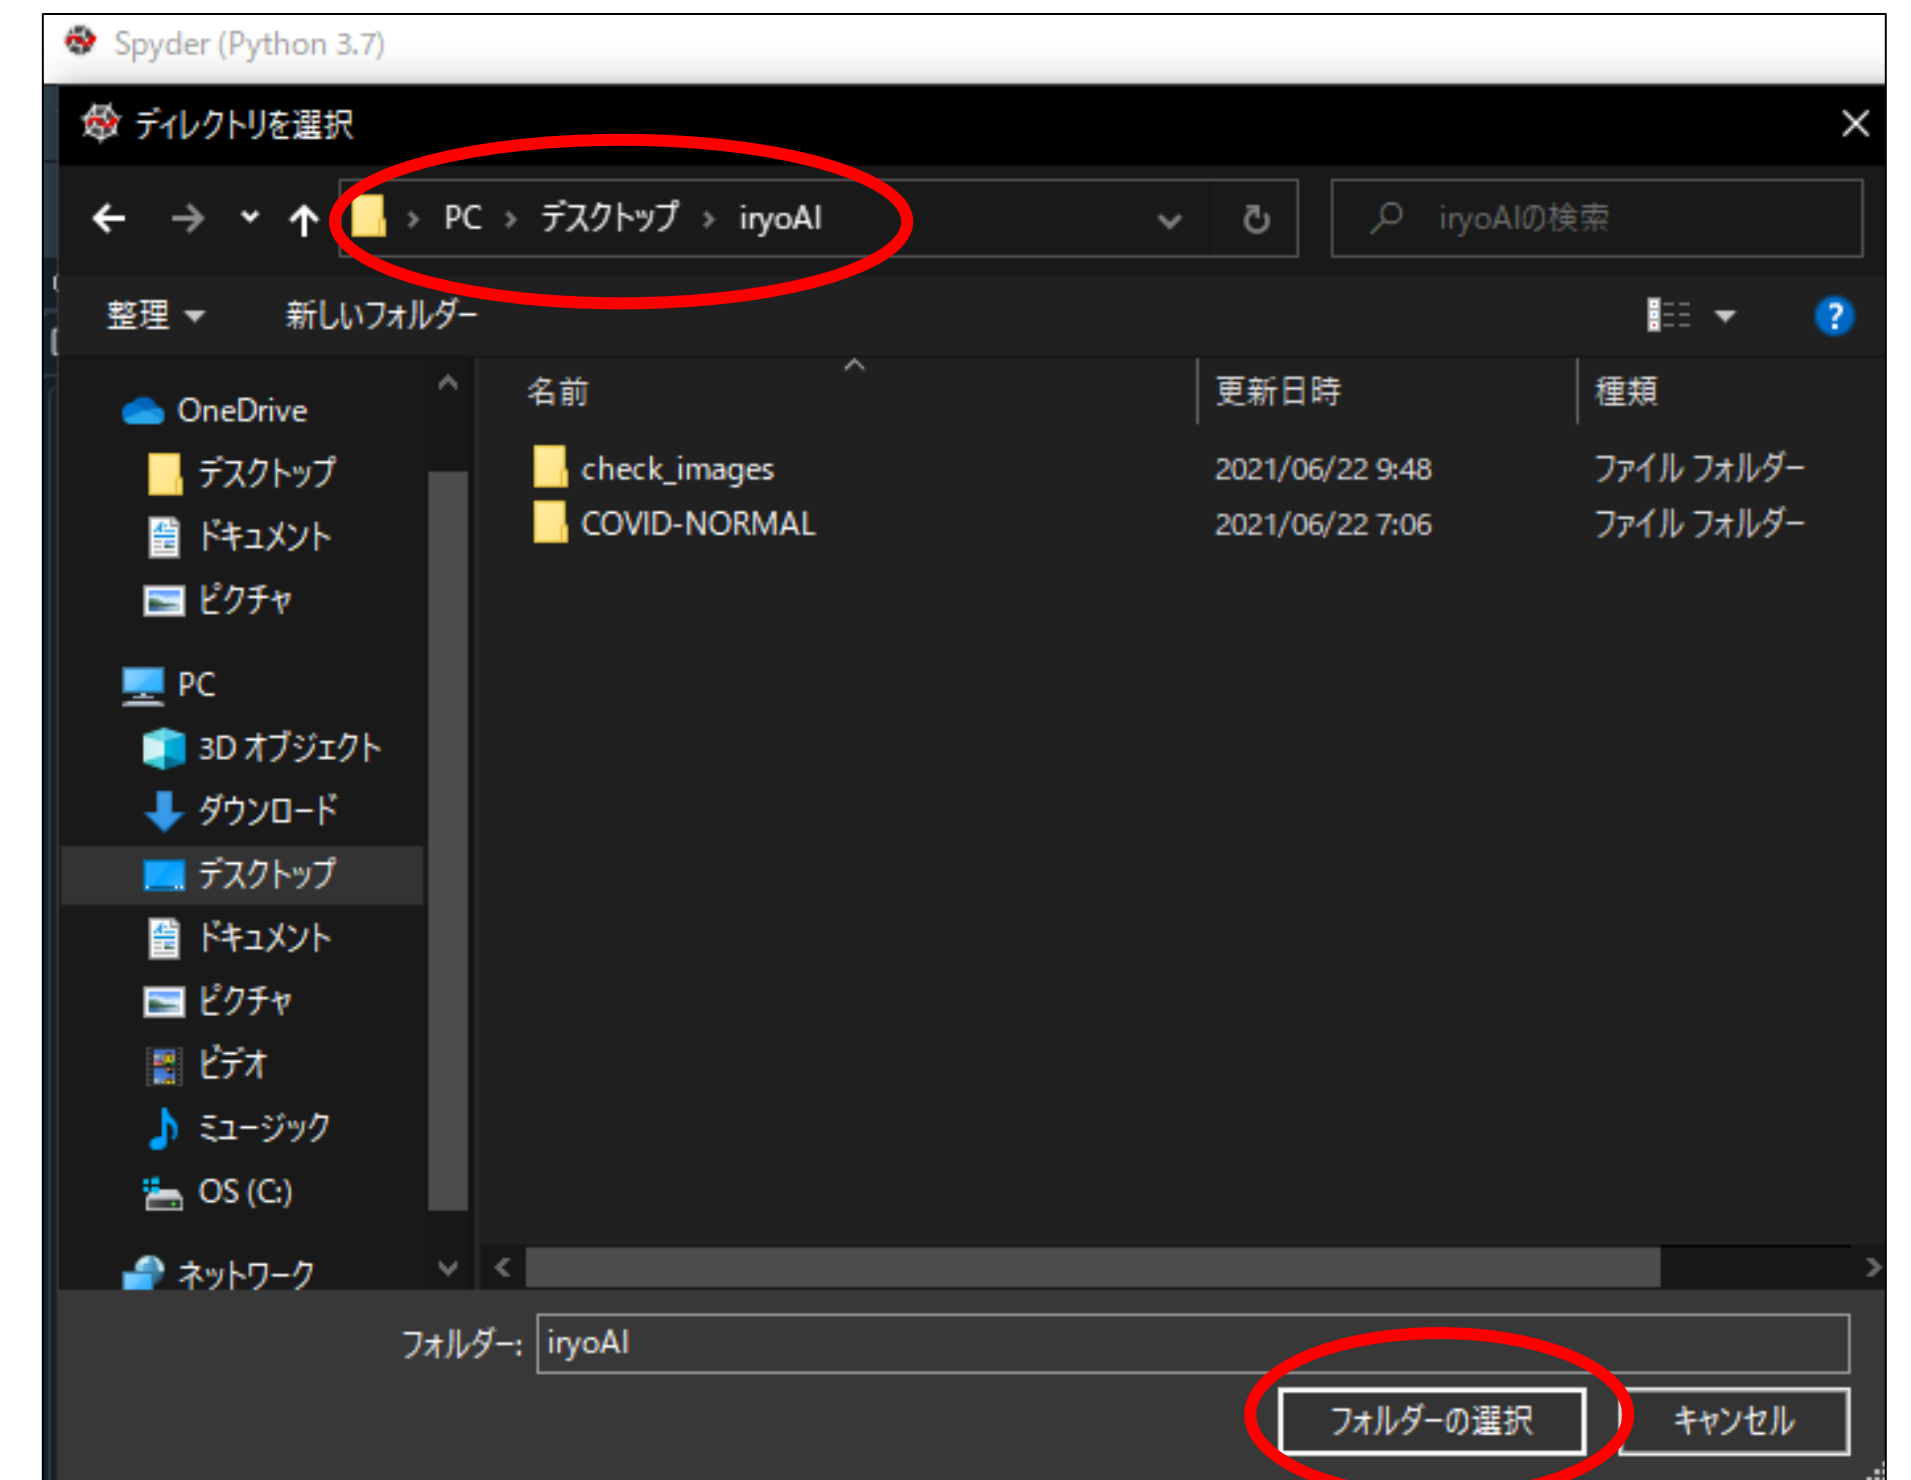 Spyder (Python 3.7)
ディレクトリを選択
PC › デスクトップ › iryoAI
iryoAIの検索
整理 新しいフォルダー
名前 更新日時 種類
OneDrive
デスクトップ
ドキュメント
ピクチャ
PC
3D オブジェクト
ダウンロード
デスクトップ
ドキュメント
ピクチャ
ビデオ
ミュージック
OS (C:)
ネットワーク
check_images 2021/06/22 9:48 ファイル フォルダー
COVID-NORMAL 2021/06/22 7:06 ファイル フォルダー
フォルダー: iryoAI
フォルダーの選択 キャンセル